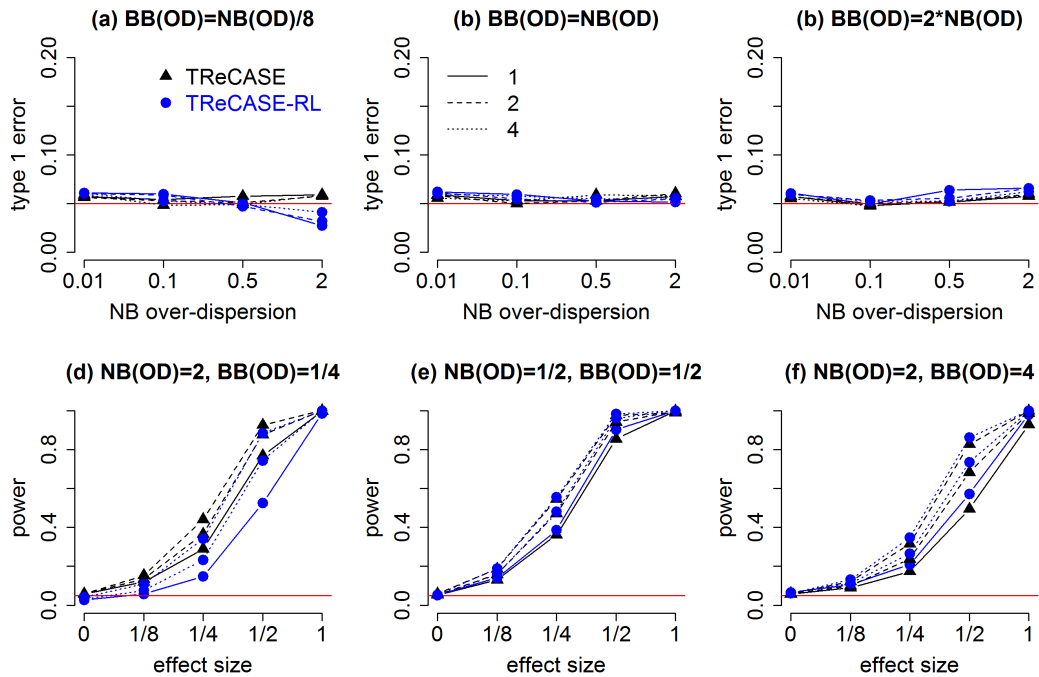 (a) BB(OD)=NB(OD)/8
(b) BB(OD)=NB(OD)
(b) BB(OD)=2*NB(OD)
type 1 error
0.00
0.10
0.20
TReCASE
TReCASE-RL
0.01
0.1
0.5
2
NB over-dispersion
type 1 error
0.00
0.10
0.20
1
2
4
0.01
0.1
0.5
2
NB over-dispersion
type 1 error
0.00
0.10
0.20
0.01
0.1
0.5
2
NB over-dispersion
(d) NB(OD)=2, BB(OD)=1/4
(e) NB(OD)=1/2, BB(OD)=1/2
(f) NB(OD)=2, BB(OD)=4
power
0.0
0.4
0.8
0
1/8
1/4
1/2
1
effect size
power
0.0
0.4
0.8
0
1/8
1/4
1/2
1
effect size
power
0.0
0.4
0.8
0
1/8
1/4
1/2
1
effect size